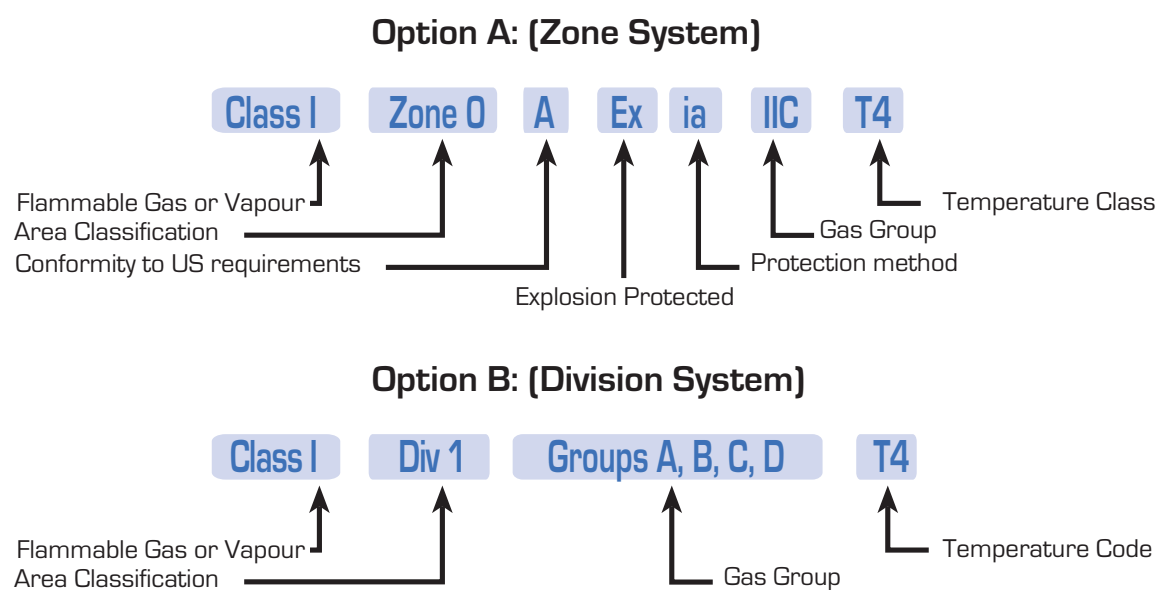 Option A: (Zone System)
Class I Zone 0 A Ex ia IIC T4
Flammable Gas or Vapour
Temperature Class
Area Classification
Gas Group
Conformity to US requirements
Protection method
Explosion Protected
Option B: (Division System)
Class I Div 1 Groups A, B, C, D T4
Flammable Gas or Vapour
Temperature Code
Area Classification
Gas Group